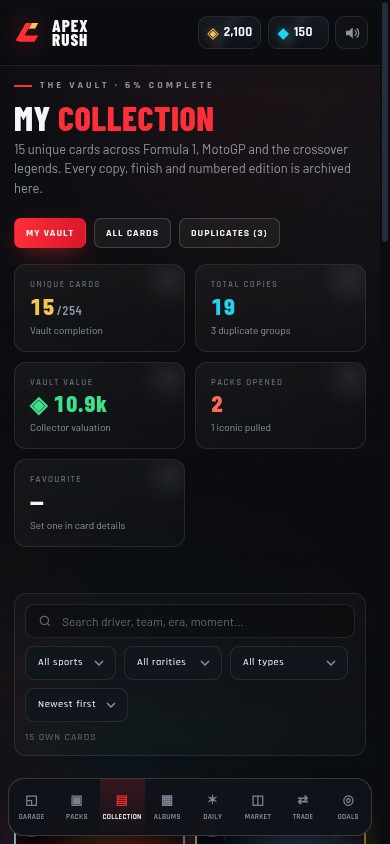 APEX
RUSH
2,100
150
THE VAULT · 6% COMPLETE
MY COLLECTION
15 unique cards across Formula 1, MotoGP and the crossover
legends. Every copy, finish and numbered edition is archived
here.
MY VAULT
ALL CARDS
DUPLICATES (3)
UNIQUE CARDS
15/254
Vault completion
TOTAL COPIES
19
3 duplicate groups
VAULT VALUE
◈ 10.9k
Collector valuation
PACKS OPENED
2
1 iconic pulled
FAVOURITE
—
Set one in card details
Search driver, team, era, moment...
All sports
All rarities
All types
Newest first
15 OWN CARDS
GARAGE
PACKS
COLLECTION
ALBUMS
DAILY
MARKET
TRADE
GOALS